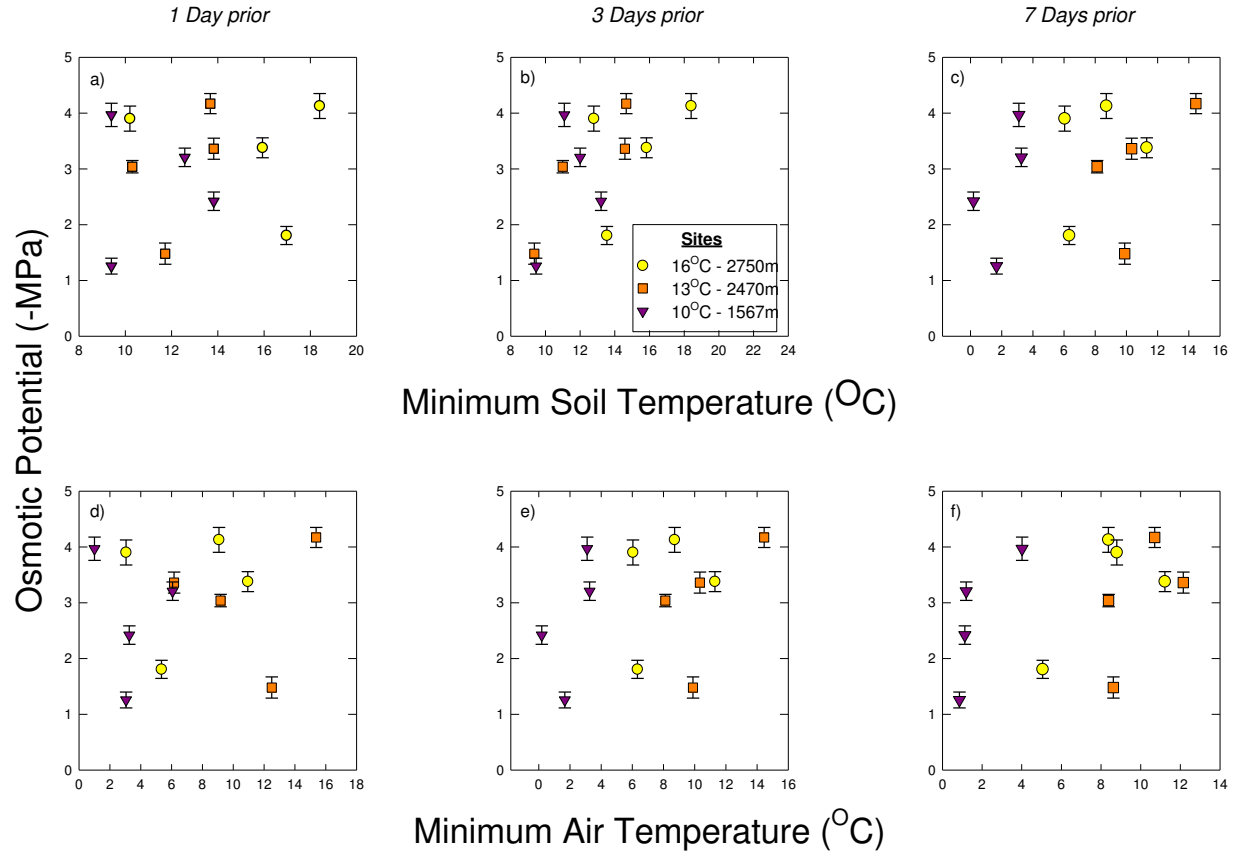 1 Day prior
3 Days prior
7 Days prior
Osmotic Potential (-MPa)
a)
5
4
3
2
1
0
8 10 12 14 16 18 20
b)
5
4
3
2
1
0
6 8 10 12 14 16 18 20 22 24
Sites
16°C - 2750m
13°C - 2470m
10°C - 1567m
c)
5
4
3
2
1
0
0 2 4 6 8 10 12 14 16
Minimum Soil Temperature (°C)
d)
5
4
3
2
1
0
0 2 4 6 8 10 12 14 16 18
e)
5
4
3
2
1
0
0 2 4 6 8 10 12 14 16
f)
5
4
3
2
1
0
0 2 4 6 8 10 12 14
Minimum Air Temperature (°C)